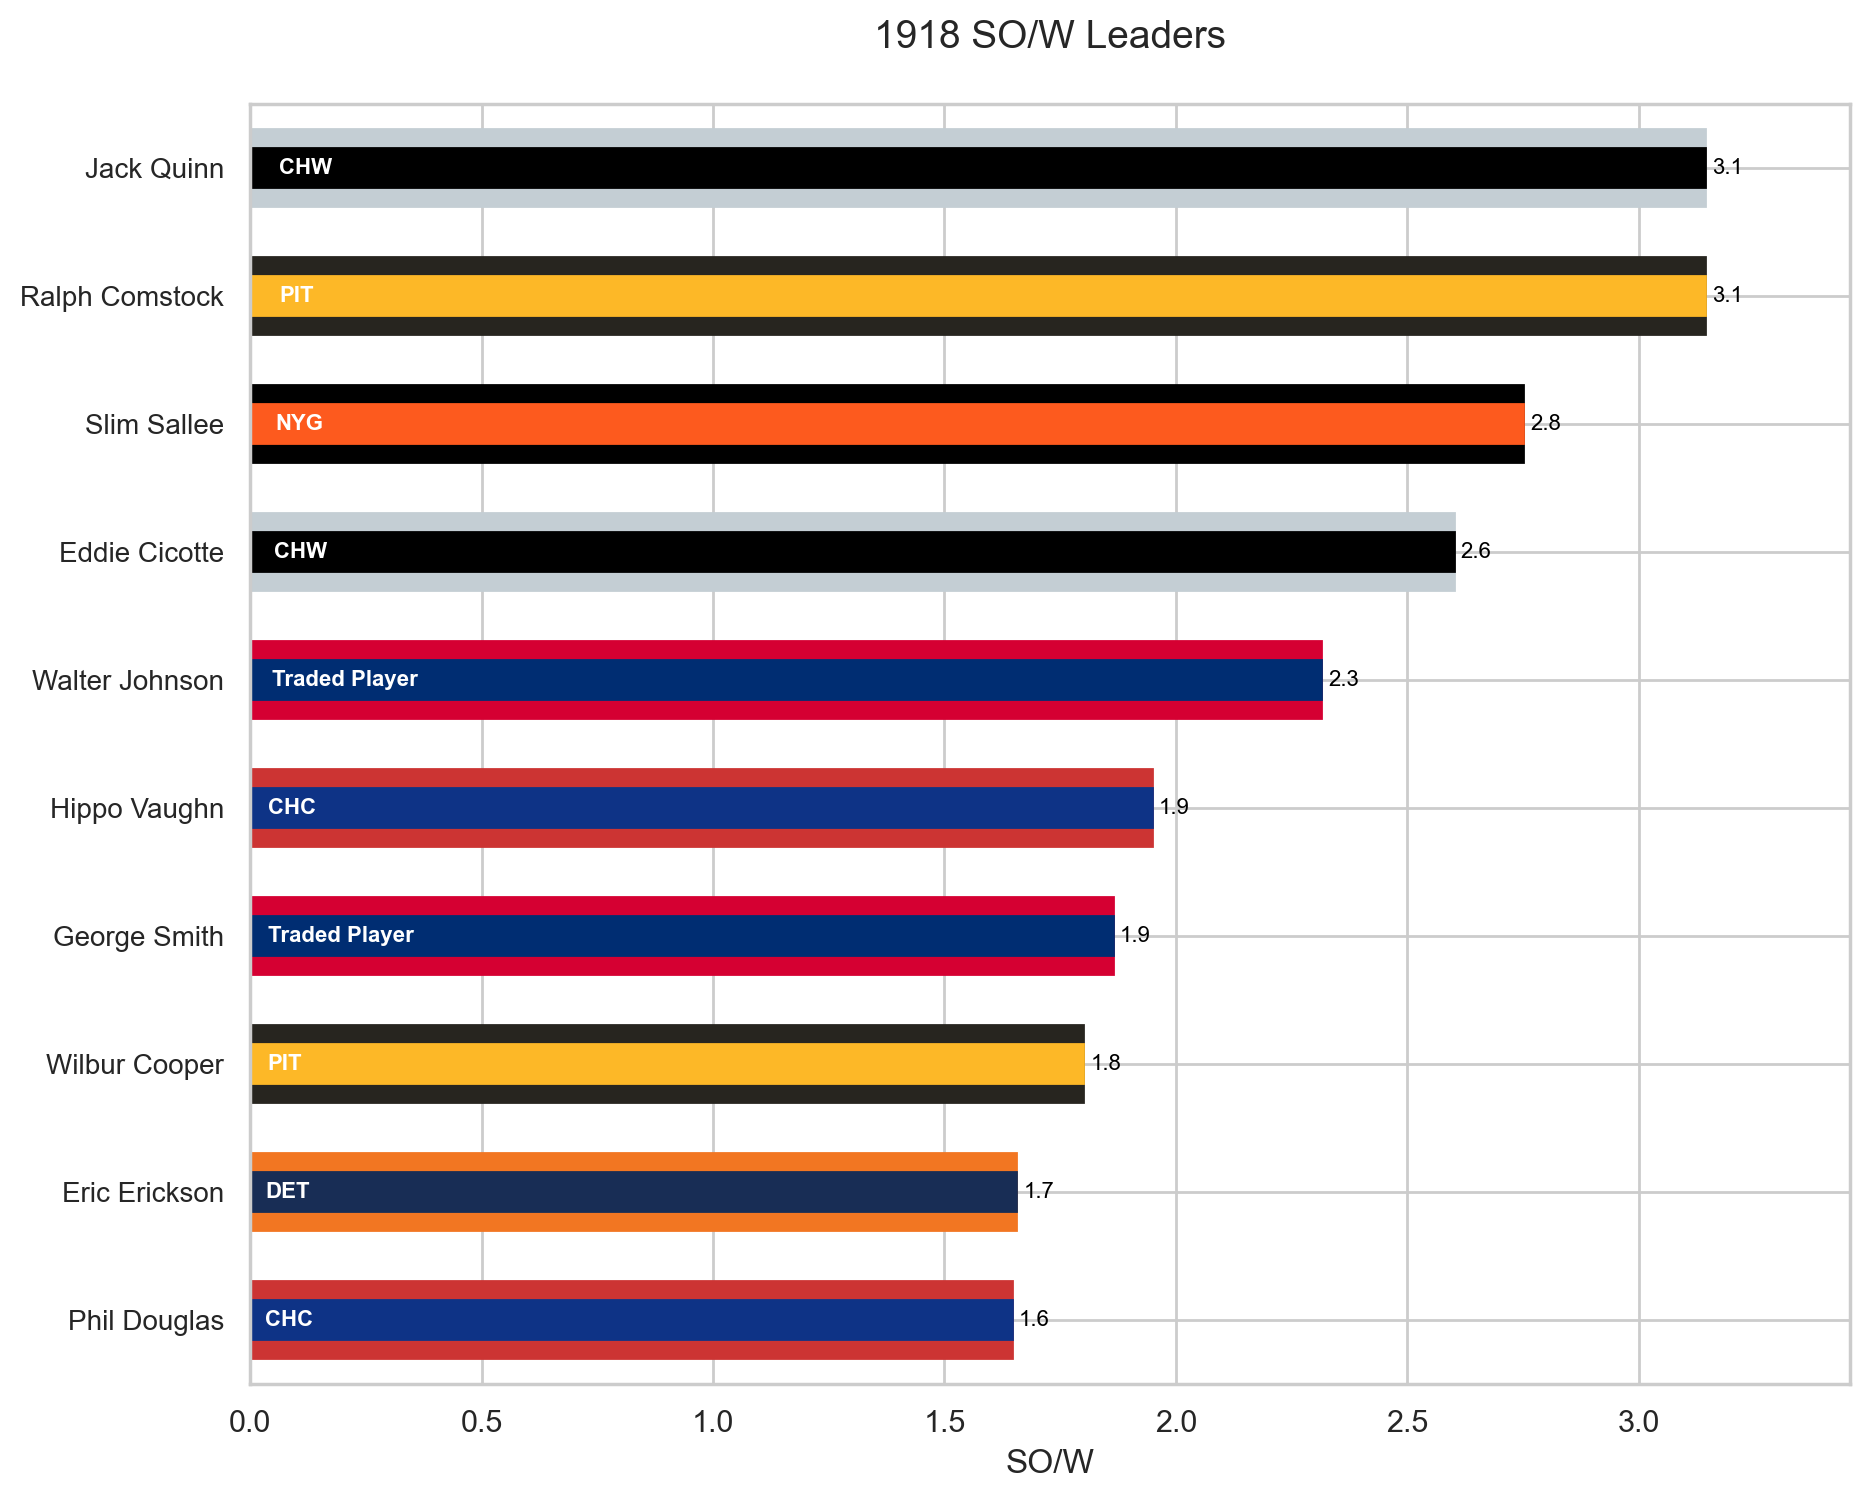 1918 SO/W Leaders
Jack Quinn CHW 3.1
Ralph Comstock PIT 3.1
Slim Sallee NYG 2.8
Eddie Cicotte CHW 2.6
Walter Johnson Traded Player 2.3
Hippo Vaughn CHC 1.9
George Smith Traded Player 1.9
Wilbur Cooper PIT 1.8
Eric Erickson DET 1.7
Phil Douglas CHC 1.6
0.0 0.5 1.0 1.5 2.0 2.5 3.0
SO/W